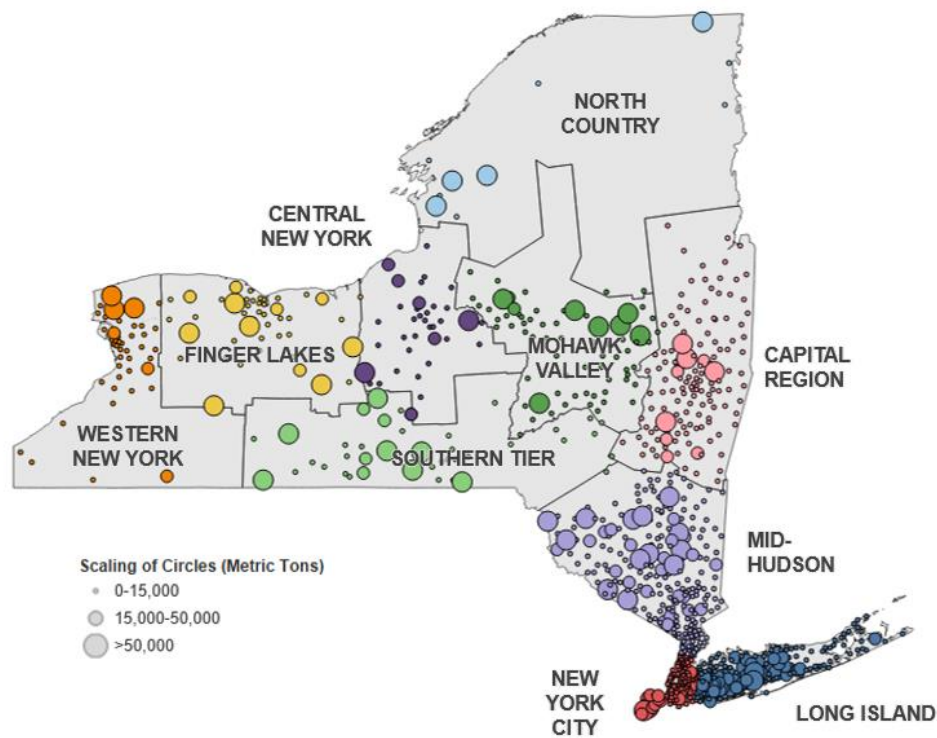 NORTH
COUNTRY
CENTRAL
NEW YORK
FINGER LAKES
MOHAWK
VALLEY
CAPITAL
REGION
WESTERN
NEW YORK
SOUTHERN TIER
MID-
HUDSON
Scaling of Circles (Metric Tons)
0-15,000
15,000-50,000
>50,000
NEW
YORK
CITY
LONG ISLAND